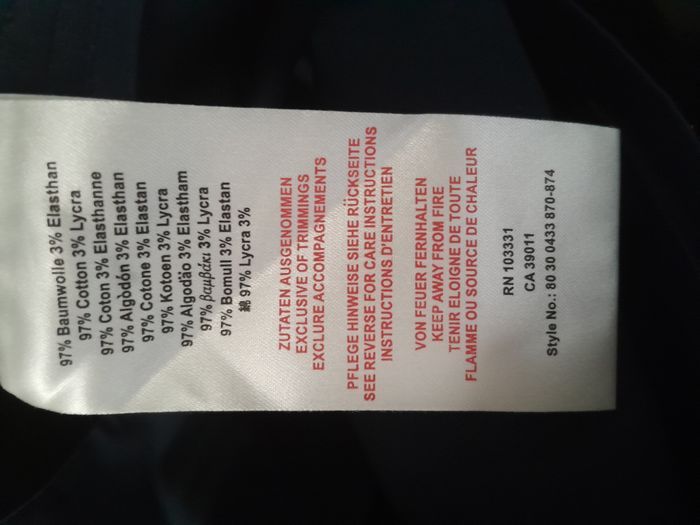 97% Baumwolle 3% Elasthan
97% Cotton 3% Lycra
97% Coton 3% Elasthanne
97% Algòdón 3% Elasthan
97% Cotone 3% Elastan
97% Kotoen 3% Lycra
97% Algodão 3% Elastham
97% βαμβάκι 3% Lycra
97% Bomull 3% Elastan
綿 97% Lycra 3%
ZUTATEN AUSGENOMMEN
EXCLUSIVE OF TRIMMINGS
EXCLURE ACCOMPAGNEMENTS
PFLEGE HINWEISE SIEHE RÜCKSEITE
SEE REVERSE FOR CARE INSTRUCTIONS
INSTRUCTIONS D'ENTRETIEN
VON FEUER FERNHALTEN
KEEP AWAY FROM FIRE
TENIR ELOIGNE DE TOUTE
FLAMME OU SOURCE DE CHALEUR
RN 103331
CA 39011
Style No.: 80 30 0433 870-874